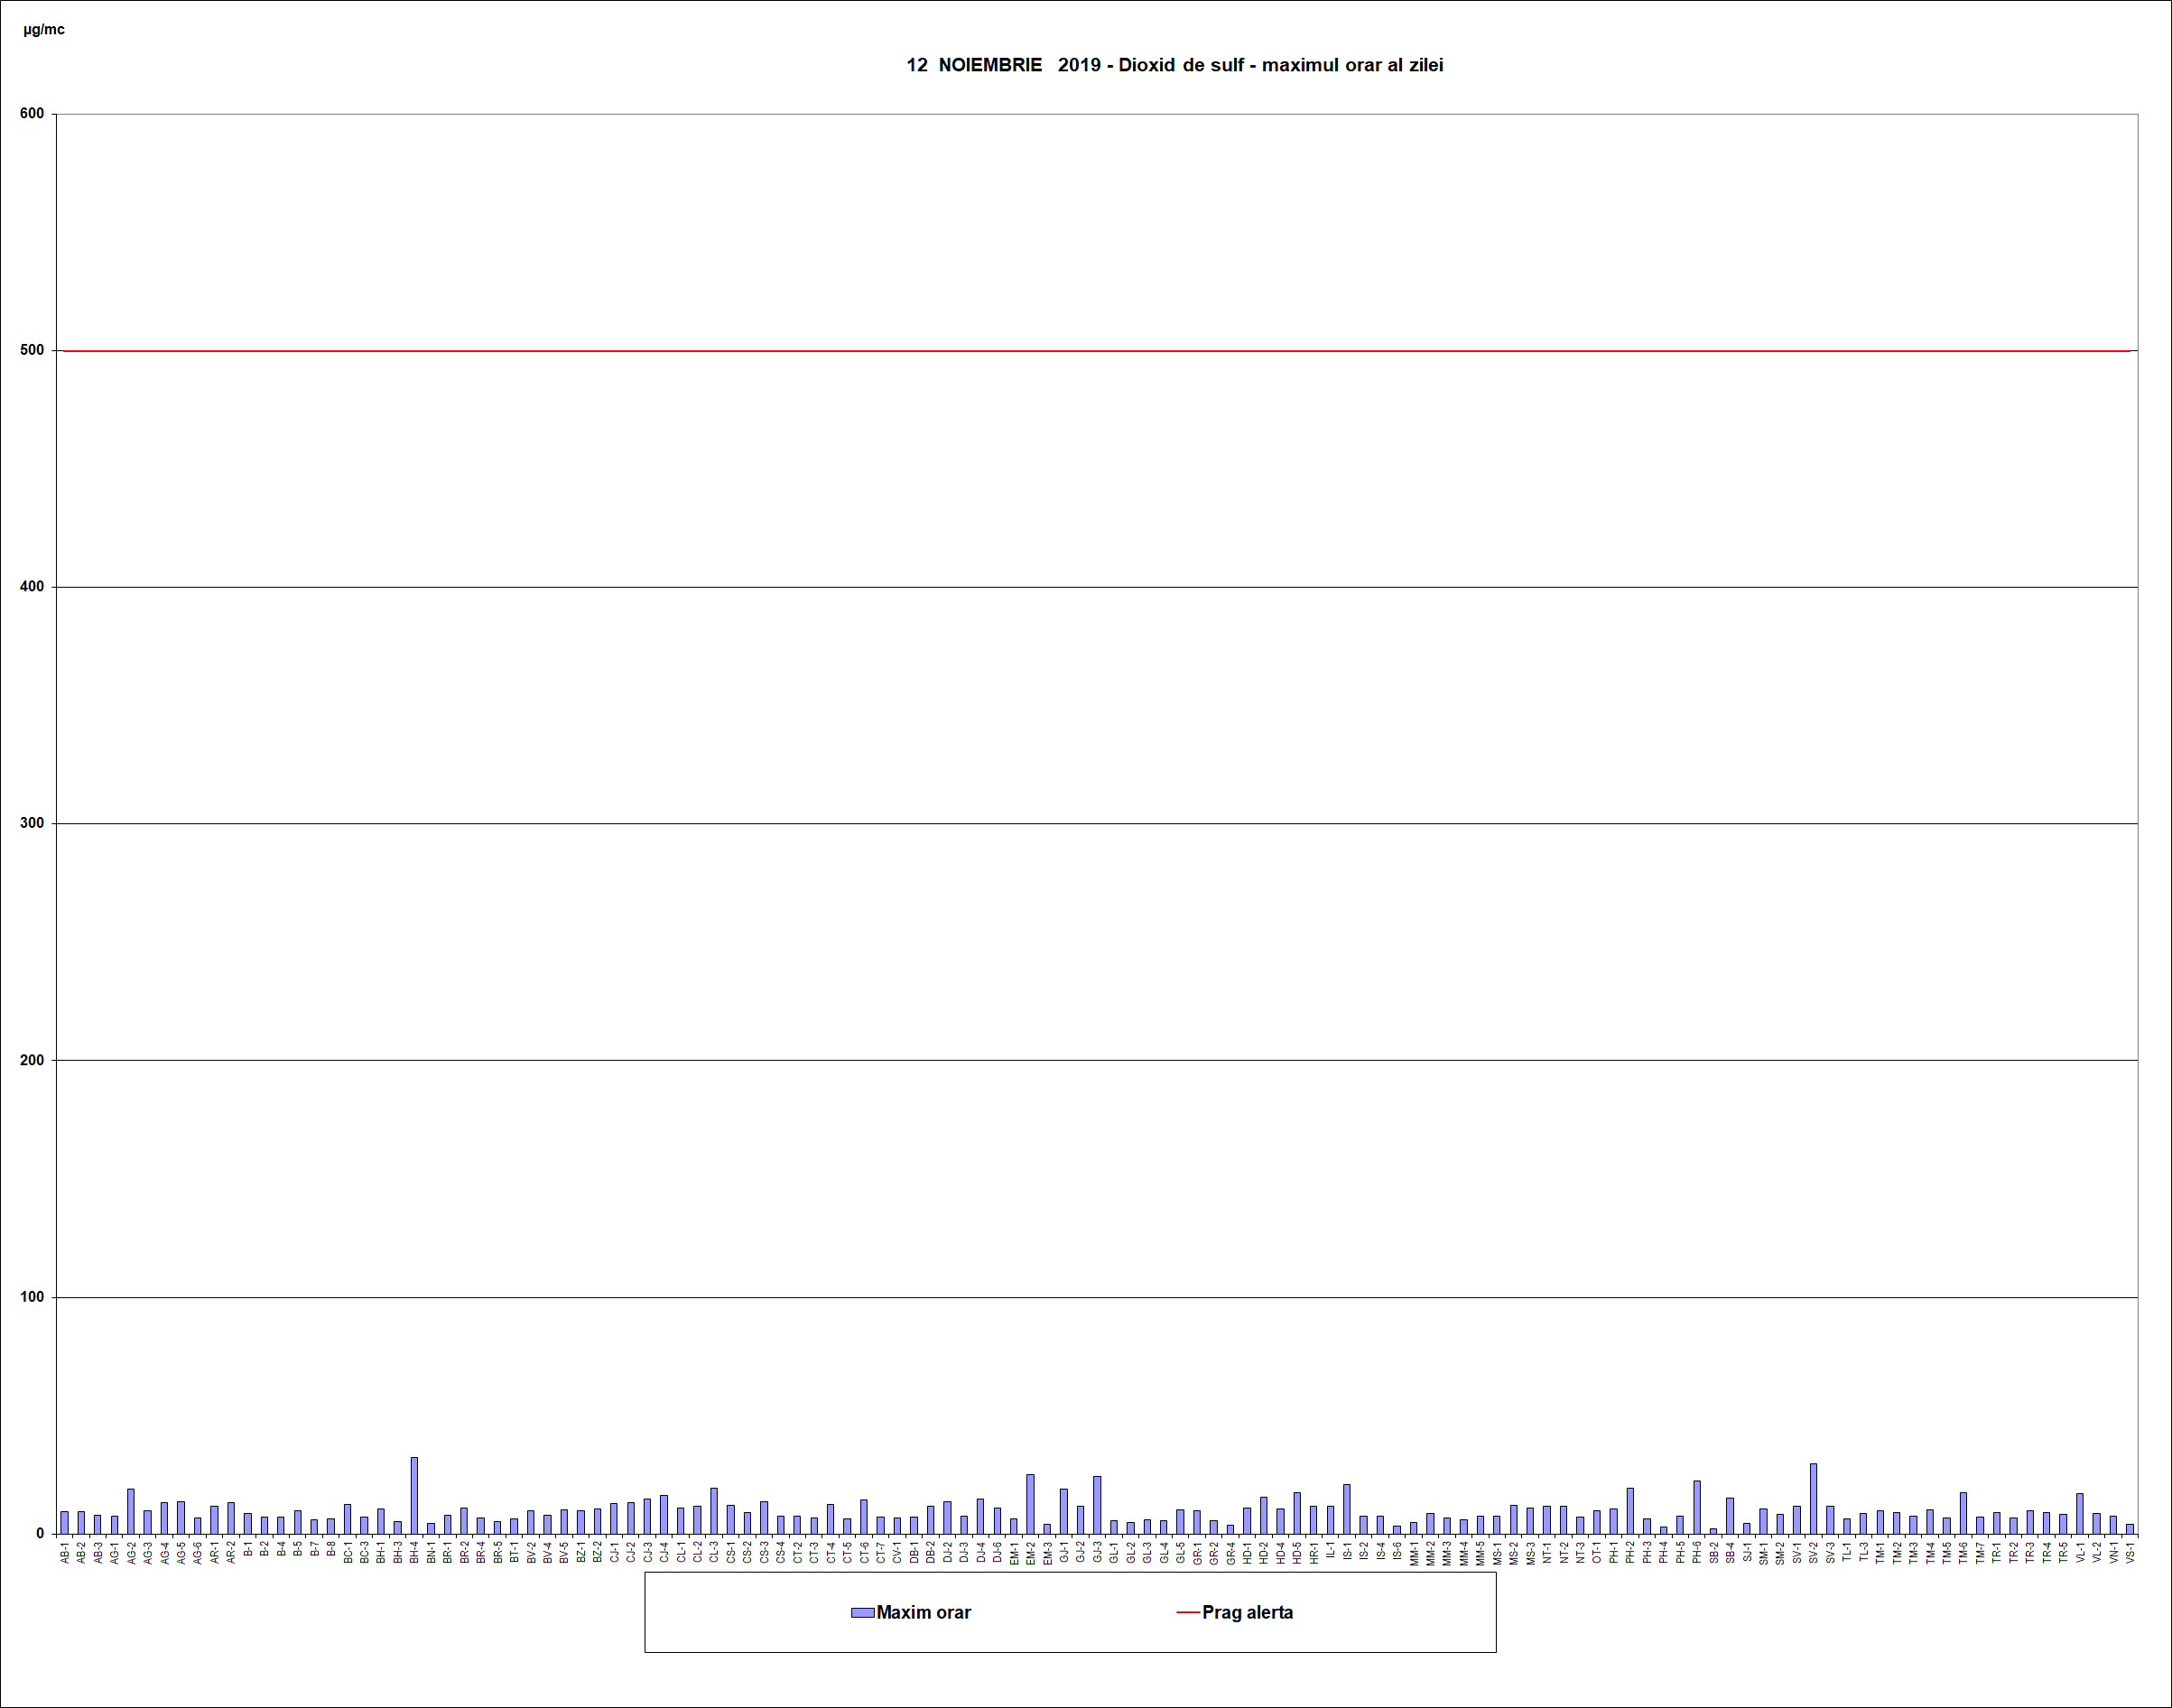 µg/mc
12 NOIEMBRIE 2019 - Dioxid de sulf - maximul orar al zilei
600
500
400
300
200
100
0
AB-1 AB-2 AB-3 AG-1 AG-2 AG-3 AG-4 AG-5 AG-6 AR-1 AR-2 B-1 B-2 B-4 B-5 B-7 B-8 BC-1 BC-3 BH-1 BH-3 BH-4 BN-1 BR-1 BR-2 BR-4 BR-5 BT-1 BV-2 BV-4 BV-5 BZ-1 BZ-2 CJ-1 CJ-2 CJ-3 CJ-4 CL-1 CL-2 CL-3 CS-1 CS-2 CS-3 CS-4 CT-2 CT-3 CT-4 CT-5 CT-6 CT-7 CV-1 DB-1 DB-2 DJ-2 DJ-3 DJ-4 DJ-6 EM-1 EM-2 EM-3 GJ-1 GJ-2 GJ-3 GL-1 GL-2 GL-3 GL-4 GL-5 GR-1 GR-2 GR-4 HD-1 HD-2 HD-4 HD-5 HR-1 IL-1 IS-1 IS-2 IS-4 IS-6 MM-1 MM-2 MM-3 MM-4 MM-5 MS-1 MS-2 MS-3 NT-1 NT-2 NT-3 OT-1 PH-1 PH-2 PH-3 PH-4 PH-5 PH-6 SB-2 SB-4 SJ-1 SM-1 SM-2 SV-1 SV-2 SV-3 TL-1 TL-3 TM-1 TM-2 TM-3 TM-4 TM-5 TM-6 TM-7 TR-1 TR-2 TR-3 TR-4 TR-5 VL-1 VL-2 VN-1 VS-1
Maxim orar Prag alerta